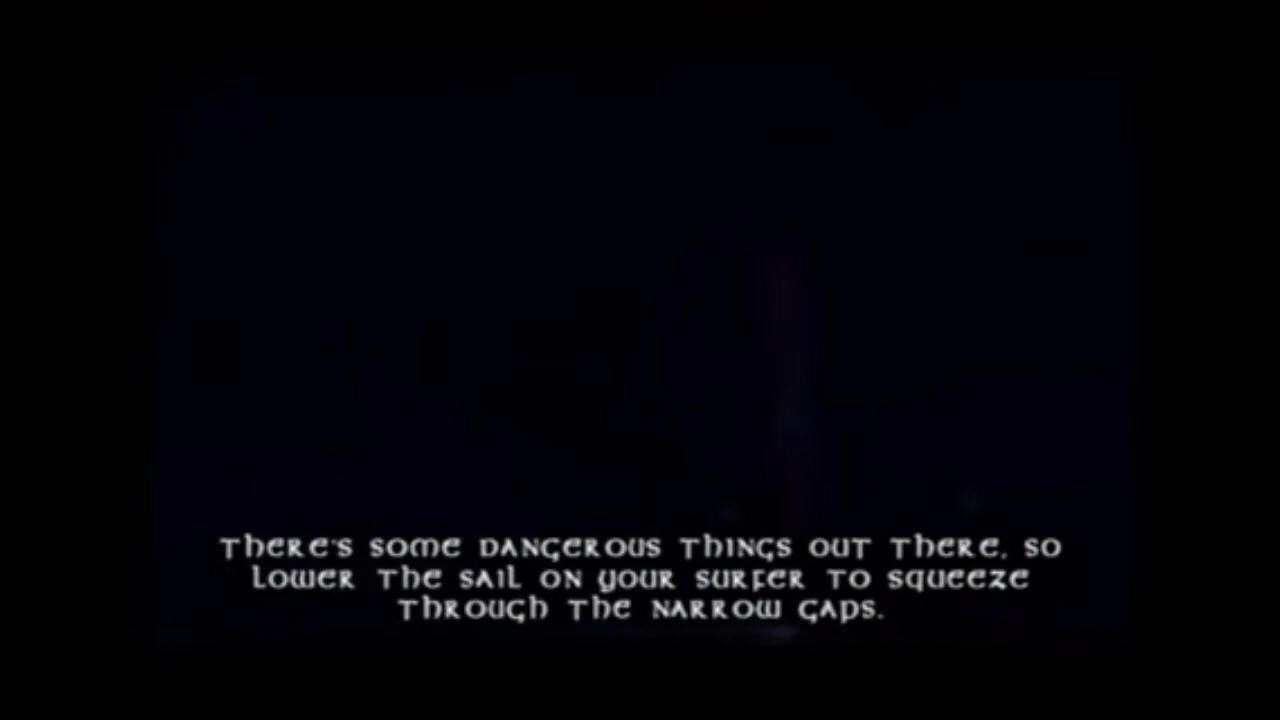 There's some dangerous things out there, so
lower the sail on your surfer to squeeze
through the narrow gaps.